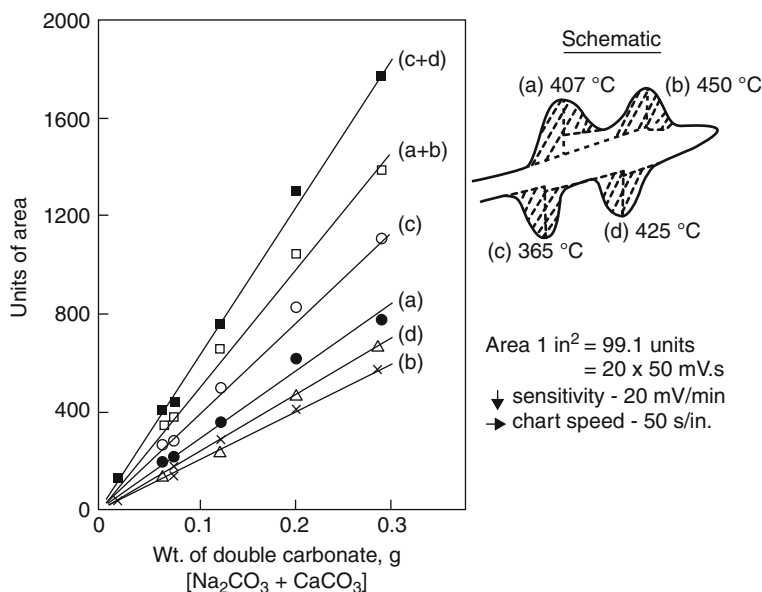 2000
1600
1200
800
400
0
0
0.1
0.2
0.3
Units of area
Wt. of double carbonate, g
[Na₂CO₃ + CaCO₃]
(c+d)
(a+b)
(c)
(a)
(d)
(b)
Schematic
(a) 407 °C
(b) 450 °C
(d) 425 °C
(c) 365 °C
Area 1 in² = 99.1 units
= 20 x 50 mV.s
sensitivity - 20 mV/min
chart speed - 50 s/in.